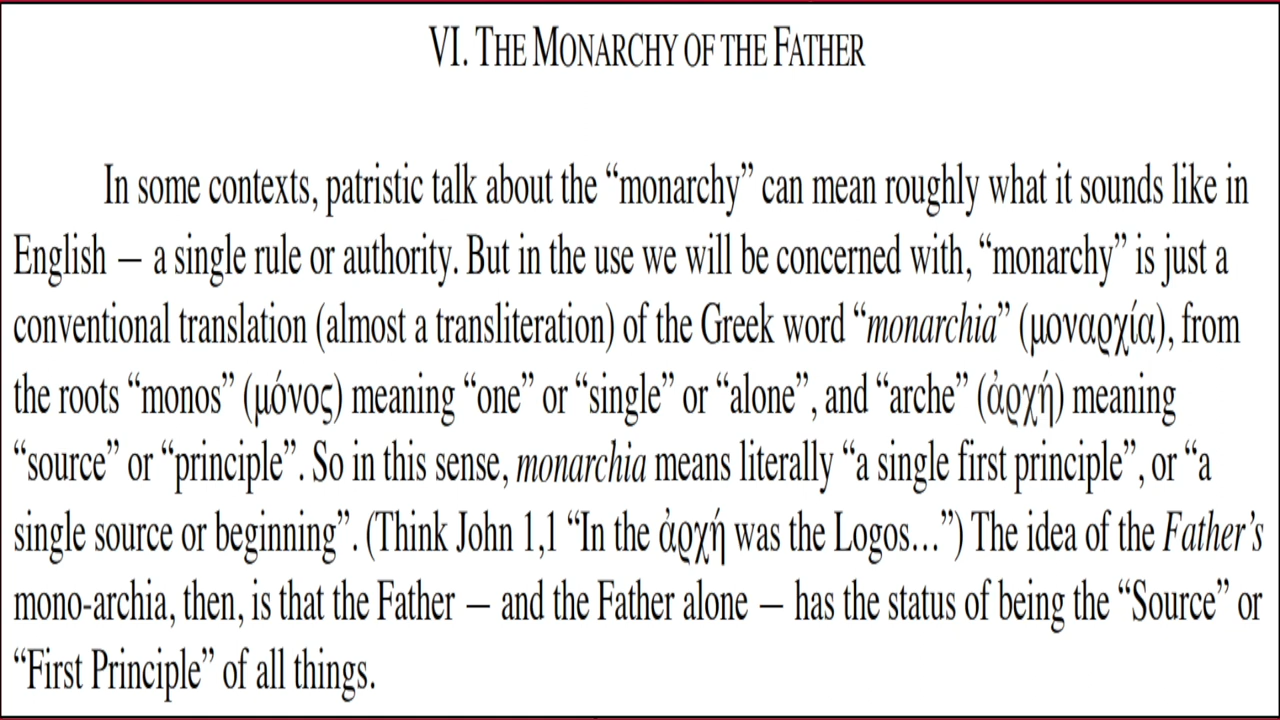 VI. THE MONARCHY OF THE FATHER
In some contexts, patristic talk about the “monarchy” can mean roughly what it sounds like in
English — a single rule or authority. But in the use we will be concerned with, “monarchy” is just a
conventional translation (almost a transliteration) of the Greek word “monarchia” (μοναρχία), from
the roots “monos” (μόνος) meaning “one” or “single” or “alone”, and “arche” (ἀρχή) meaning
“source” or “principle”. So in this sense, monarchia means literally “a single first principle”, or “a
single source or beginning”. (Think John 1,1 “In the ἀρχή was the Logos…”) The idea of the Father’s
mono-archia, then, is that the Father — and the Father alone — has the status of being the “Source” or
“First Principle” of all things.